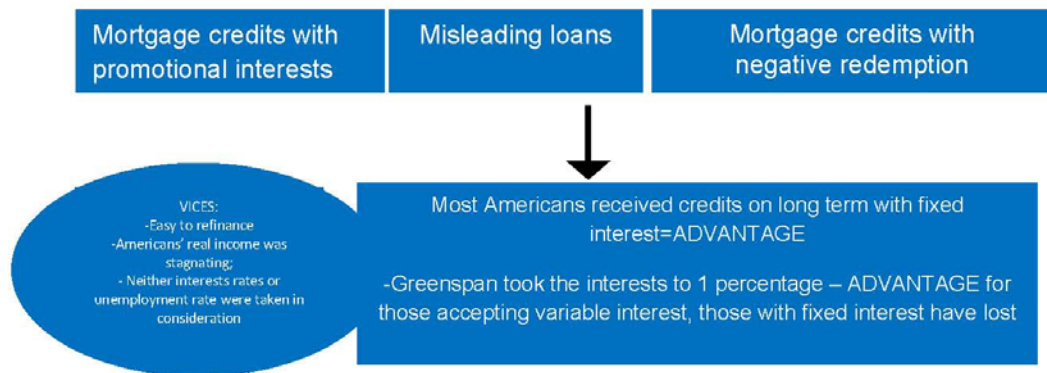 Mortgage credits with
promotional interests
Misleading loans
Mortgage credits with
negative redemption
VICES:
-Easy to refinance
-Americans' real income was
stagnating;
- Neither interests rates or
unemployment rate were taken in
consideration
Most Americans received credits on long term with fixed
interest=ADVANTAGE
-Greenspan took the interests to 1 percentage – ADVANTAGE for
those accepting variable interest, those with fixed interest have lost